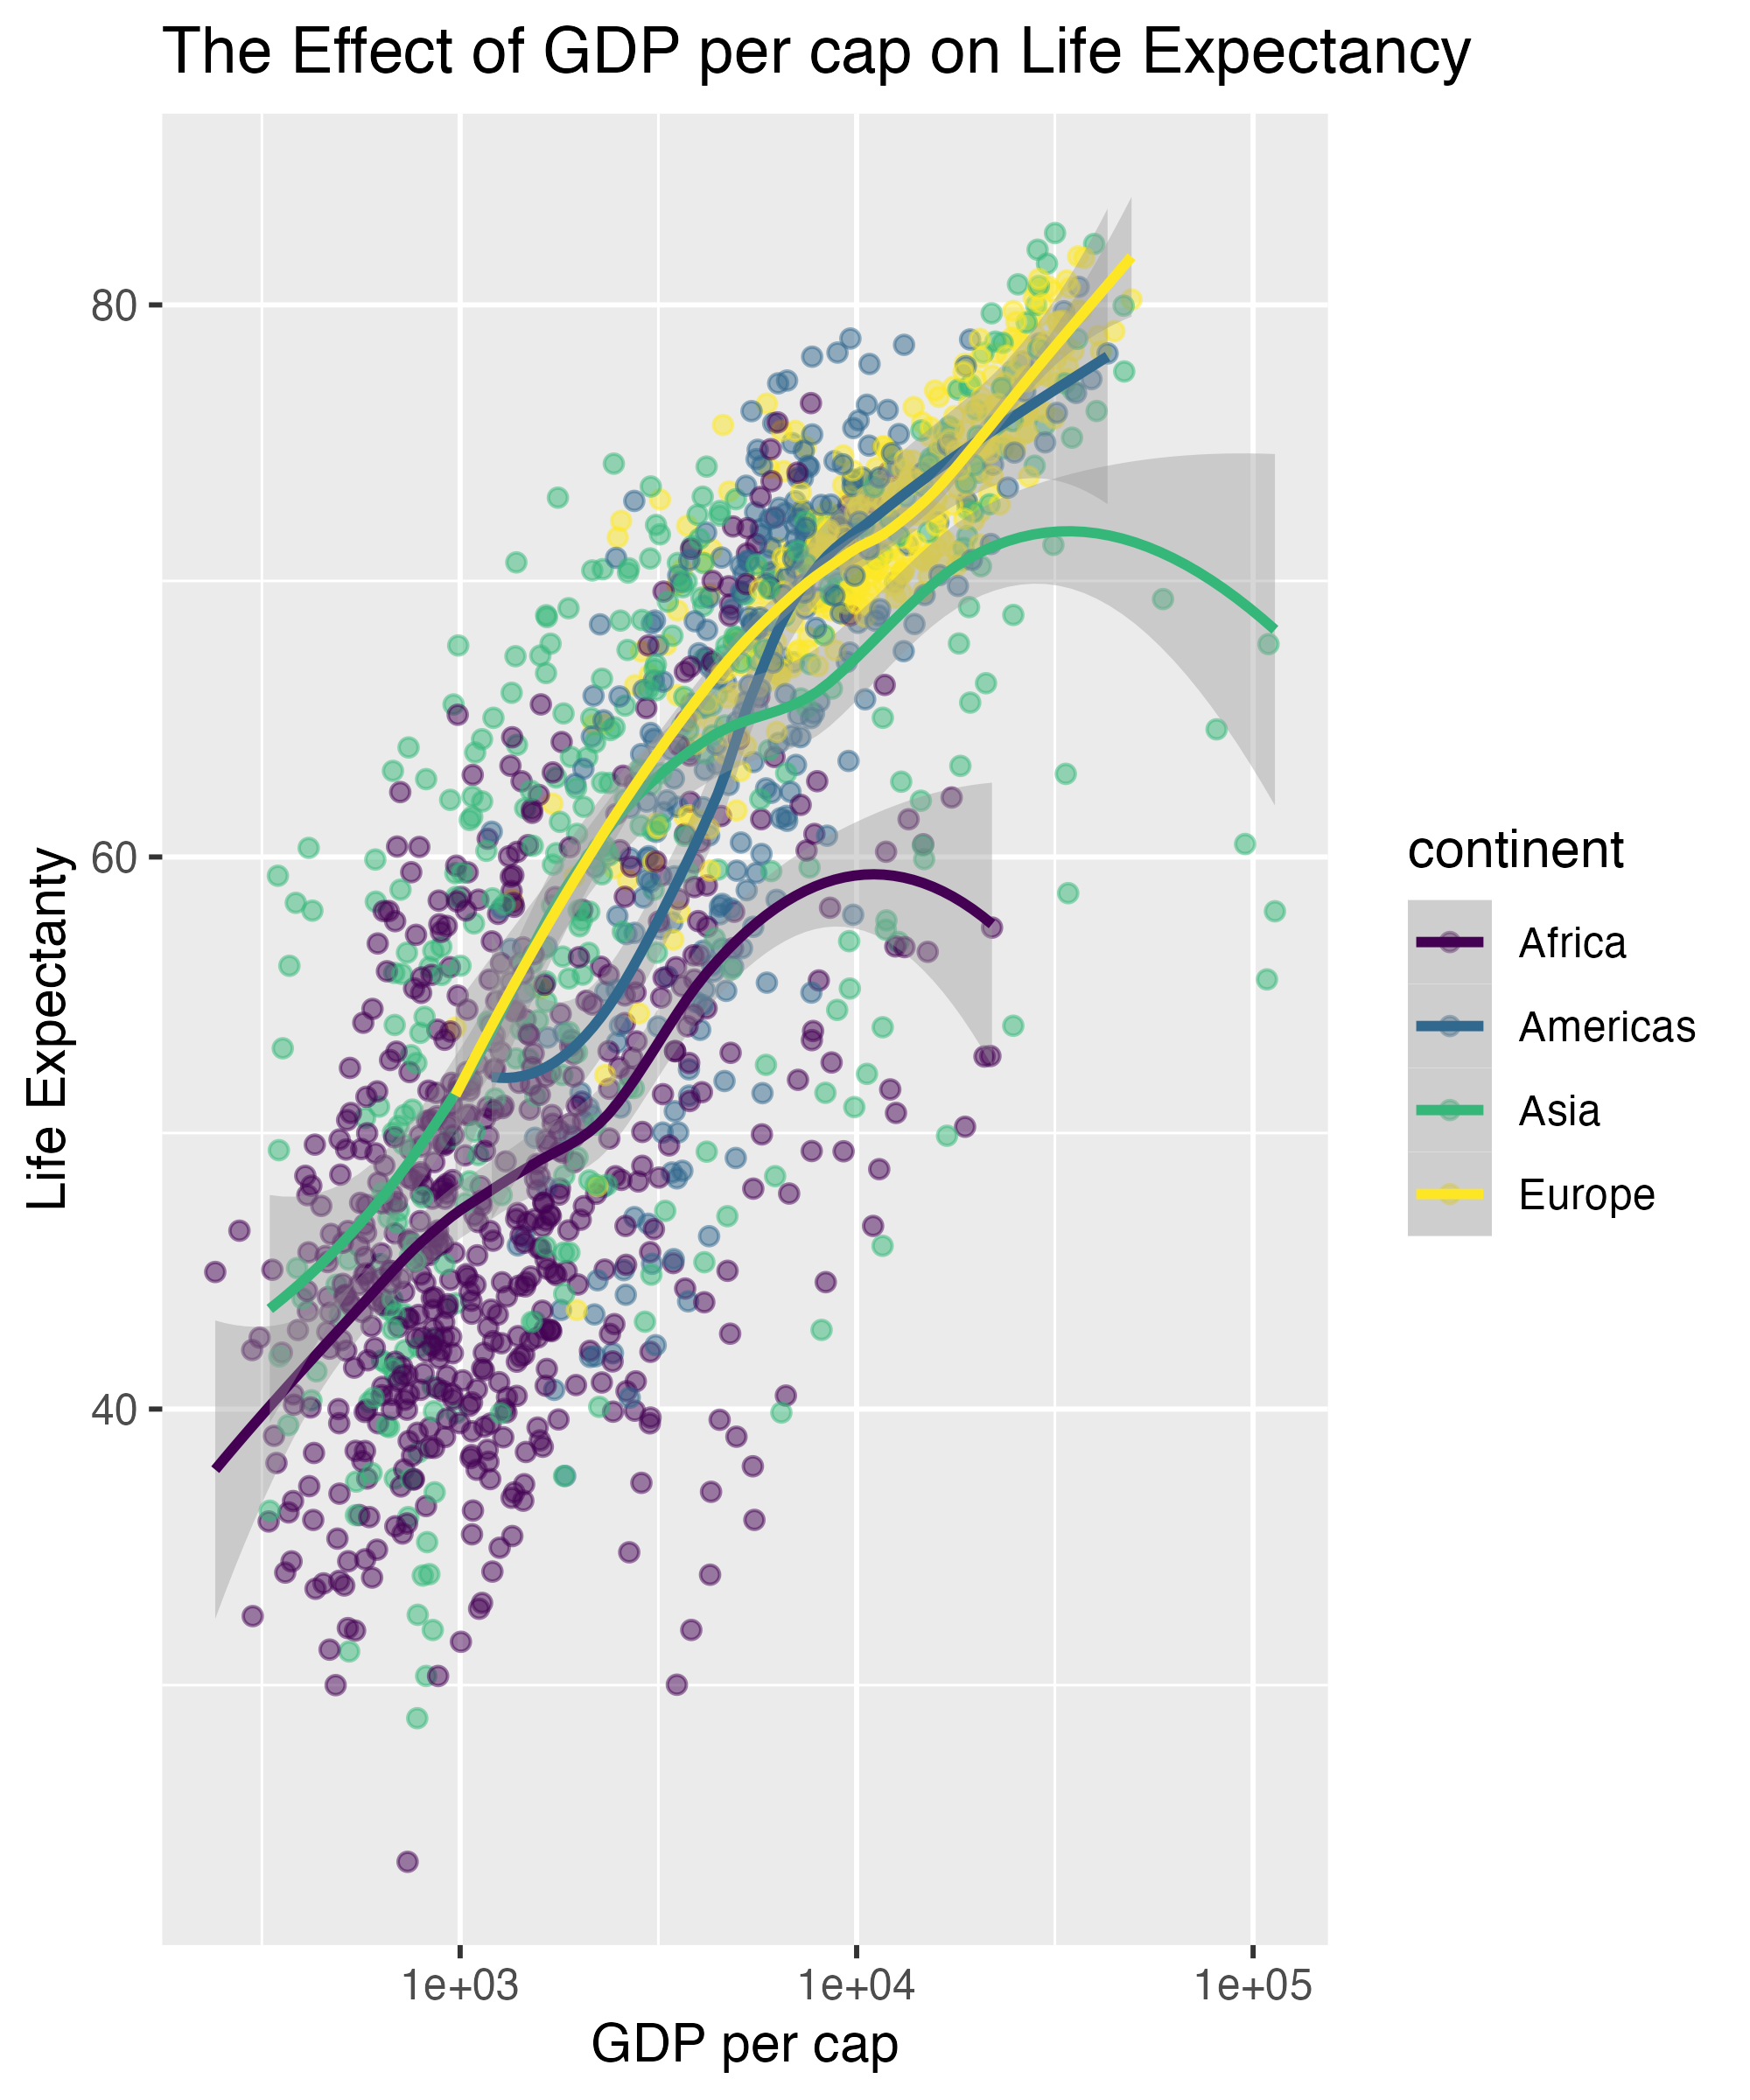 The Effect of GDP per cap on Life Expectancy
Life Expectanty
80
60
40
1e+03
1e+04
1e+05
GDP per cap
continent
Africa
Americas
Asia
Europe